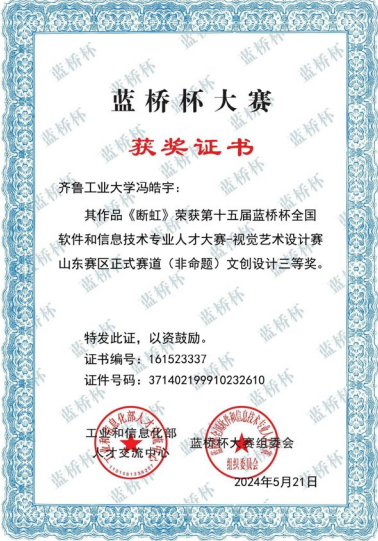 蓝桥杯大赛
获奖证书
齐鲁工业大学冯皓宇：
其作品《断虹》荣获第十五届蓝桥杯全国
软件和信息技术专业人才大赛-视觉艺术设计赛
山东赛区正式赛道（非命题）文创设计三等奖。
特发此证，以资鼓励。
证书编号：161523337
证件号码：371402199910232610
工业和信息化部
人才交流中心
蓝桥杯大赛组委会
组织委员会
2024年5月21日